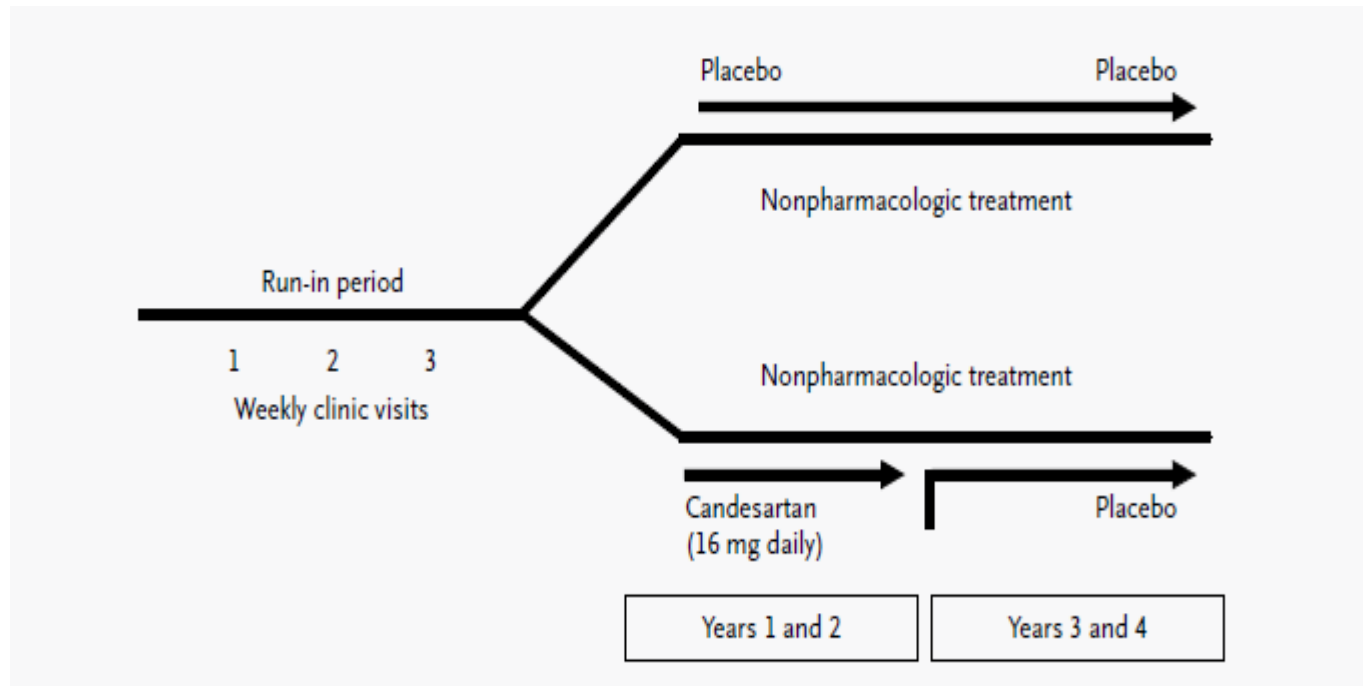 Placebo Placebo
Nonpharmacologic treatment
Run-in period
1 2 3
Weekly clinic visits
Nonpharmacologic treatment
Candesartan
(16 mg daily)
Placebo
Years 1 and 2
Years 3 and 4